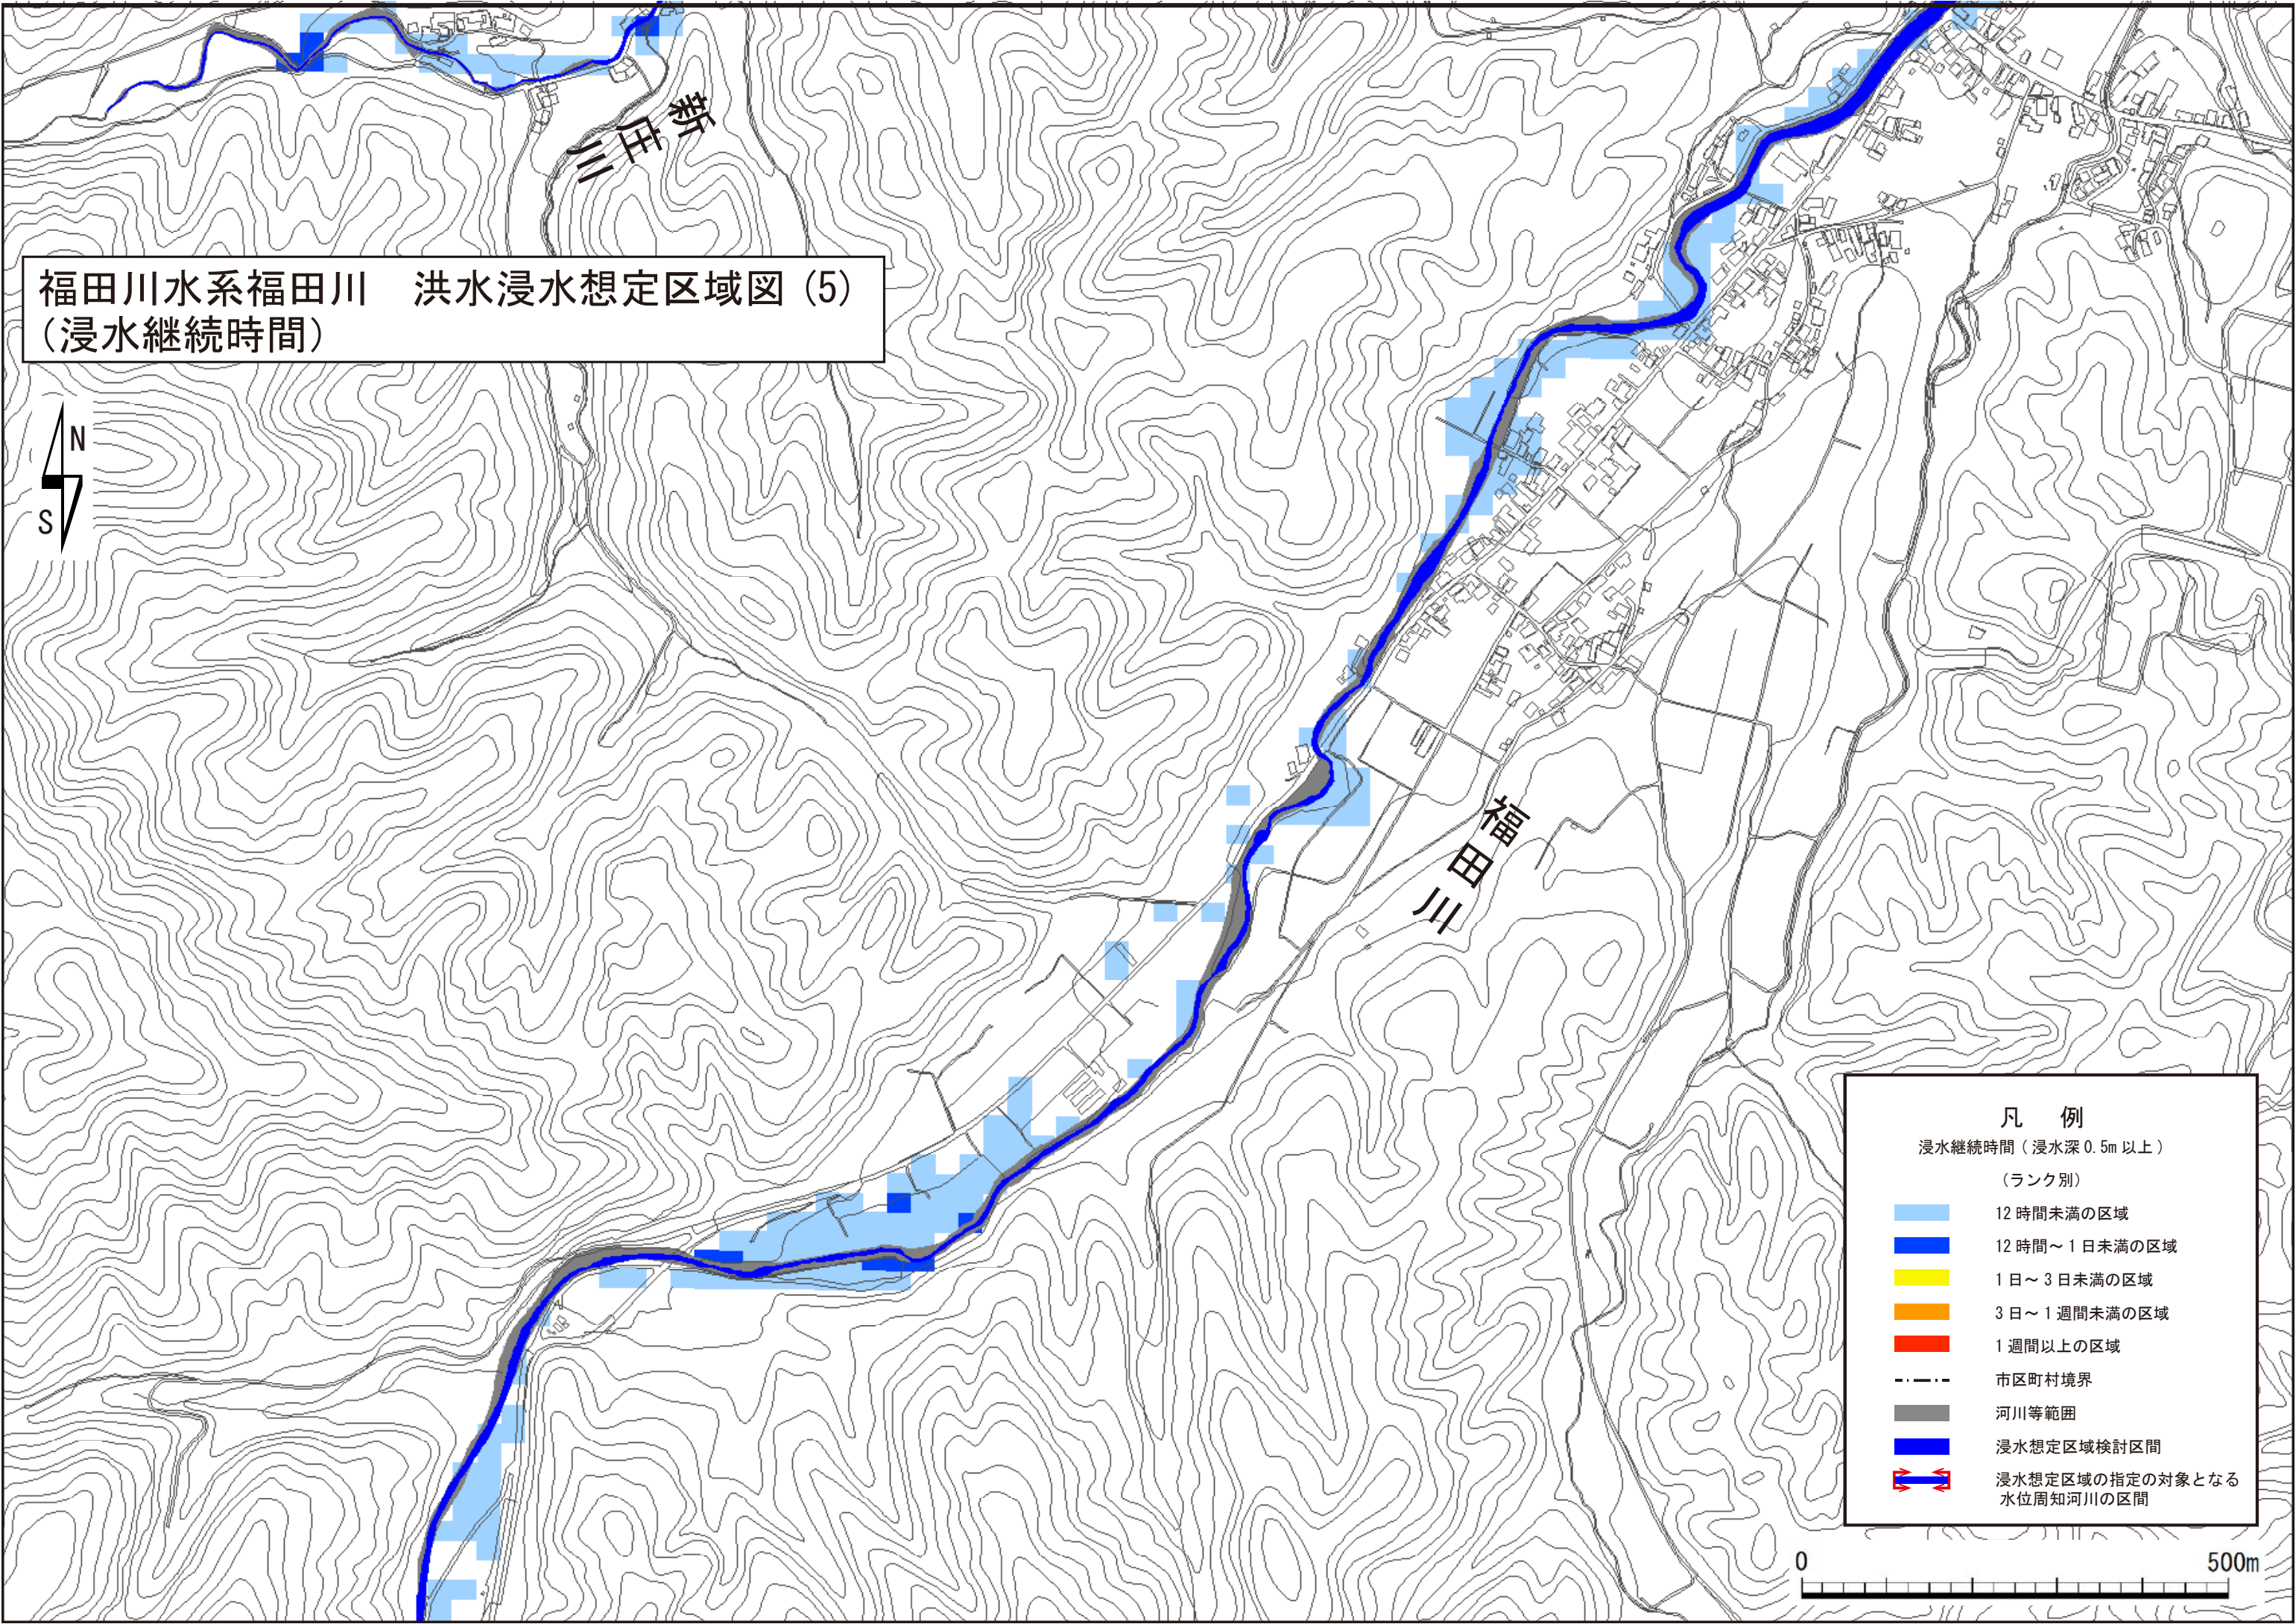 新庄川
福田川水系福田川　洪水浸水想定区域図（5）
（浸水継続時間）
N
S
福田川
凡　例
浸水継続時間（浸水深0.5m以上）
（ランク別）
12時間未満の区域
12時間～1日未満の区域
1日～3日未満の区域
3日～1週間未満の区域
1週間以上の区域
市区町村境界
河川等範囲
浸水想定区域検討区間
浸水想定区域の指定の対象となる
水位周知河川の区間
0 500m